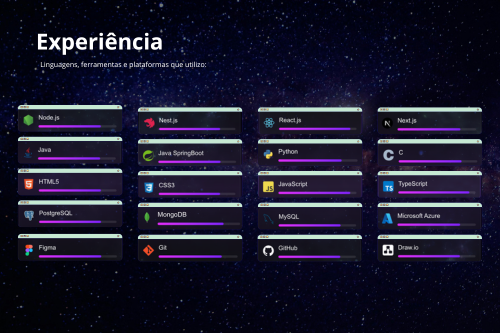 Experiência
Linguagens, ferramentas e plataformas que utilizo:
Node.js
Nest.js
React.js
Next.js
Java
Java SpringBoot
Python
C
HTML5
CSS3
JavaScript
TypeScript
PostgreSQL
MongoDB
MySQL
Microsoft Azure
Figma
Git
GitHub
Draw.io